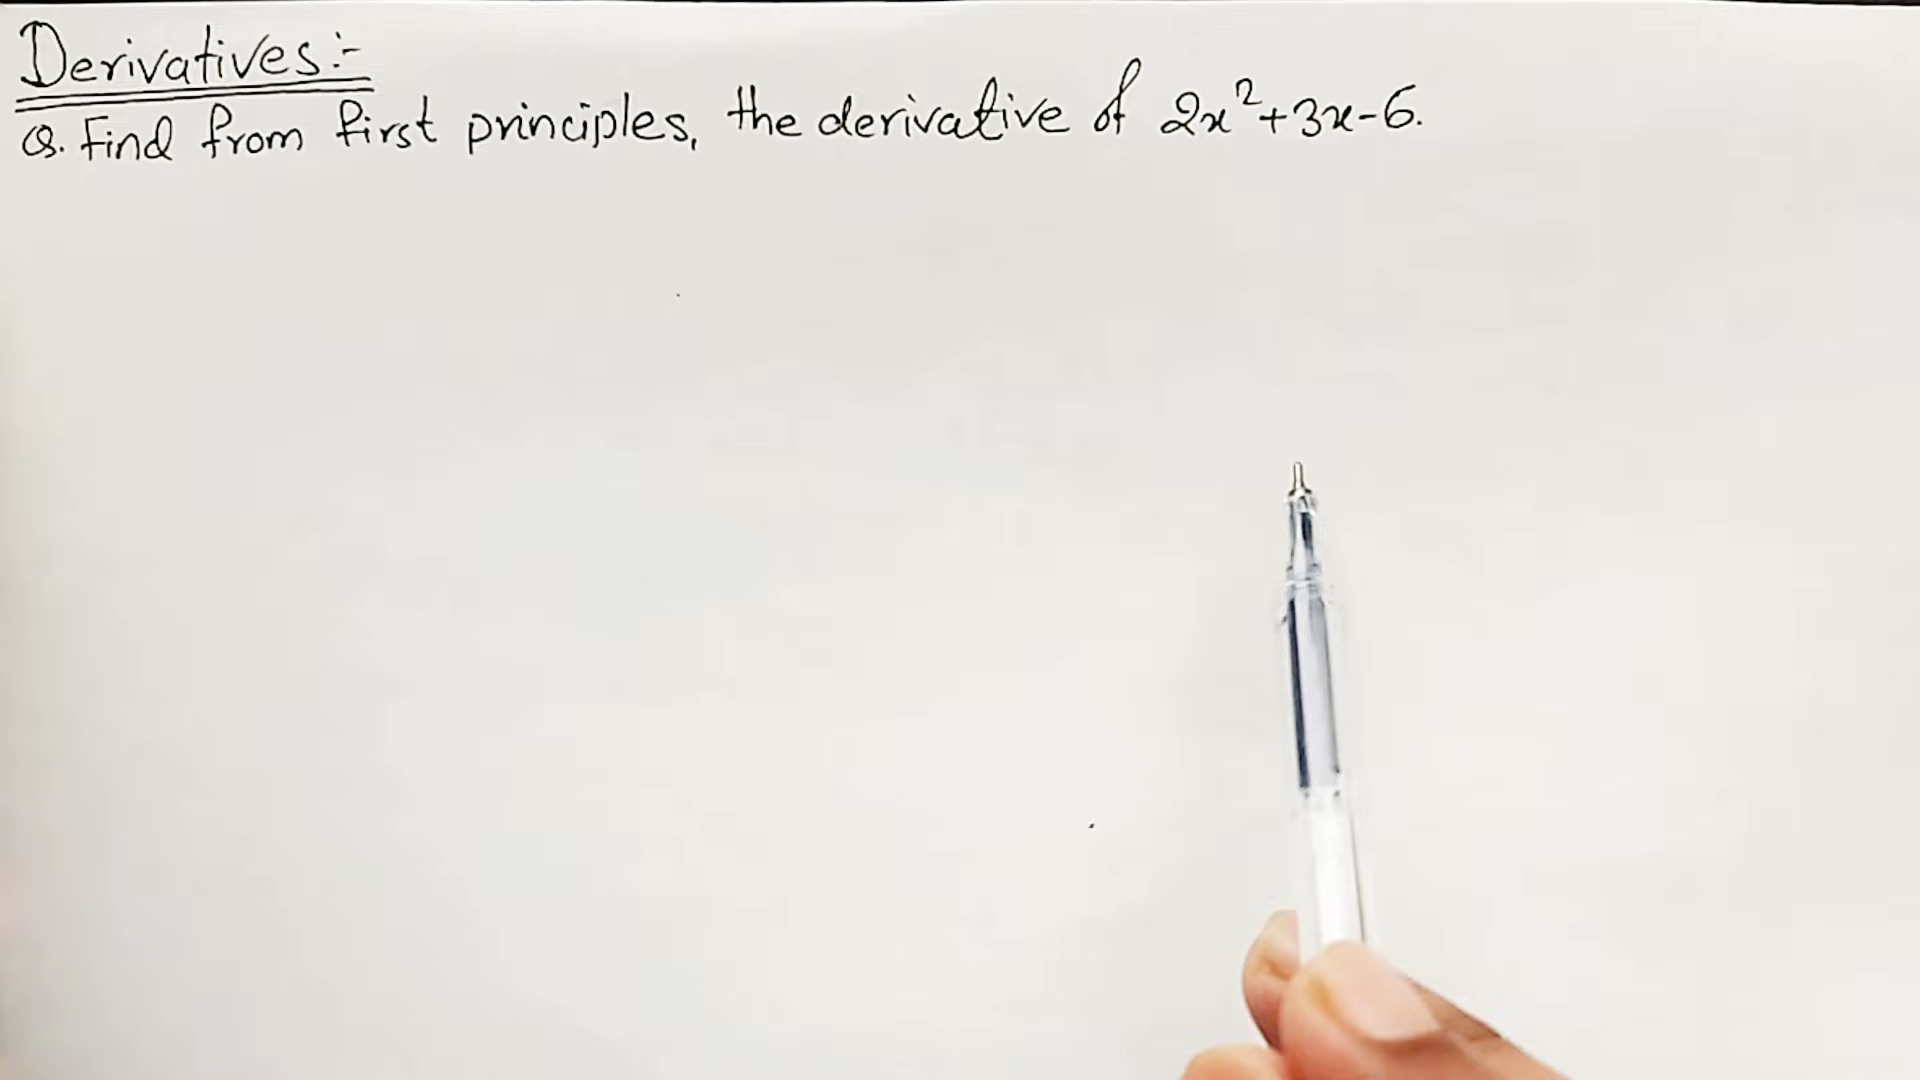 Derivatives:-
Q. Find from first principles, the derivative of 2x²+3x-6.